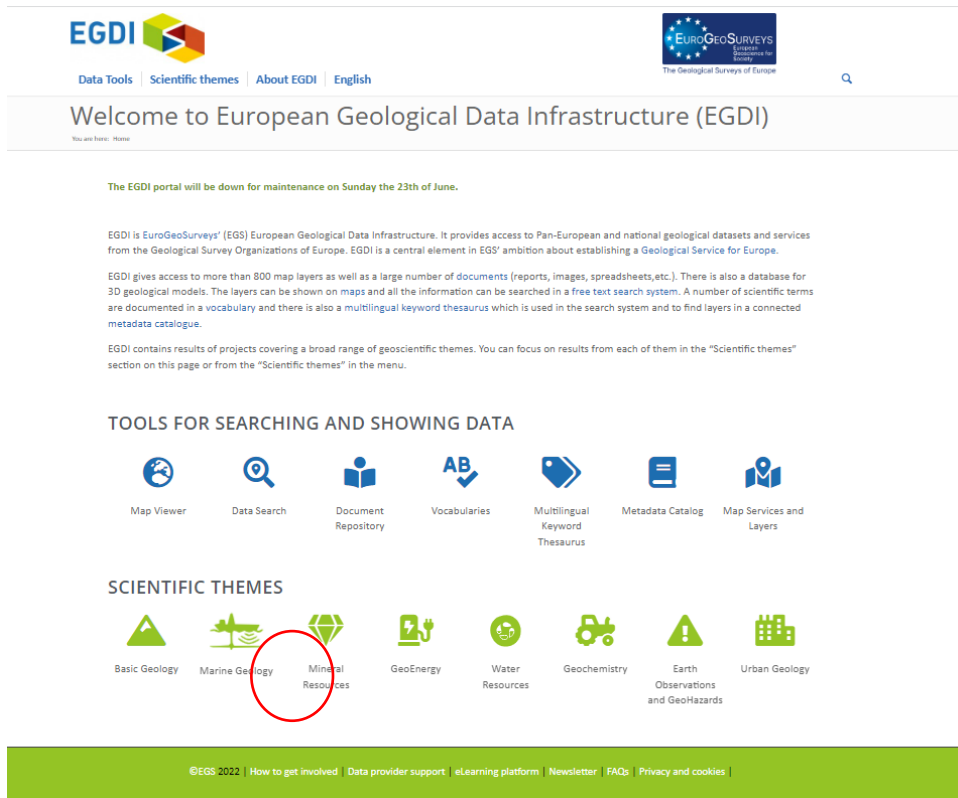 EGDI
EUROGEOSURVEYS
European
Geoscience for
Society
The Geological Surveys of Europe
Data Tools Scientific themes About EGDI English
Welcome to European Geological Data Infrastructure (EGDI)
You are here: Home
The EGDI portal will be down for maintenance on Sunday the 23th of June.
EGDI is EuroGeoSurveys' (EGS) European Geological Data Infrastructure. It provides access to Pan-European and national geological datasets and services
from the Geological Survey Organizations of Europe. EGDI is a central element in EGS' ambition about establishing a Geological Service for Europe.
EGDI gives access to more than 800 map layers as well as a large number of documents (reports, images, spreadsheets,etc.). There is also a database for
3D geological models. The layers can be shown on maps and all the information can be searched in a free text search system. A number of scientific terms
are documented in a vocabulary and there is also a multilingual keyword thesaurus which is used in the search system and to find layers in a connected
metadata catalogue.
EGDI contains results of projects covering a broad range of geoscientific themes. You can focus on results from each of them in the "Scientific themes"
section on this page or from the "Scientific themes" in the menu.
TOOLS FOR SEARCHING AND SHOWING DATA
AB
Map Viewer
Data Search
Document
Repository
Vocabularies
Multilingual
Keyword
Thesaurus
Metadata Catalog
Map Services and
Layers
SCIENTIFIC THEMES
Basic Geology
Marine Geology
Mineral
Resources
GeoEnergy
Water
Resources
Geochemistry
Earth
Observations
and GeoHazards
Urban Geology
©EGS 2022 | How to get involved | Data provider support | eLearning platform | Newsletter | FAQs | Privacy and cookies |